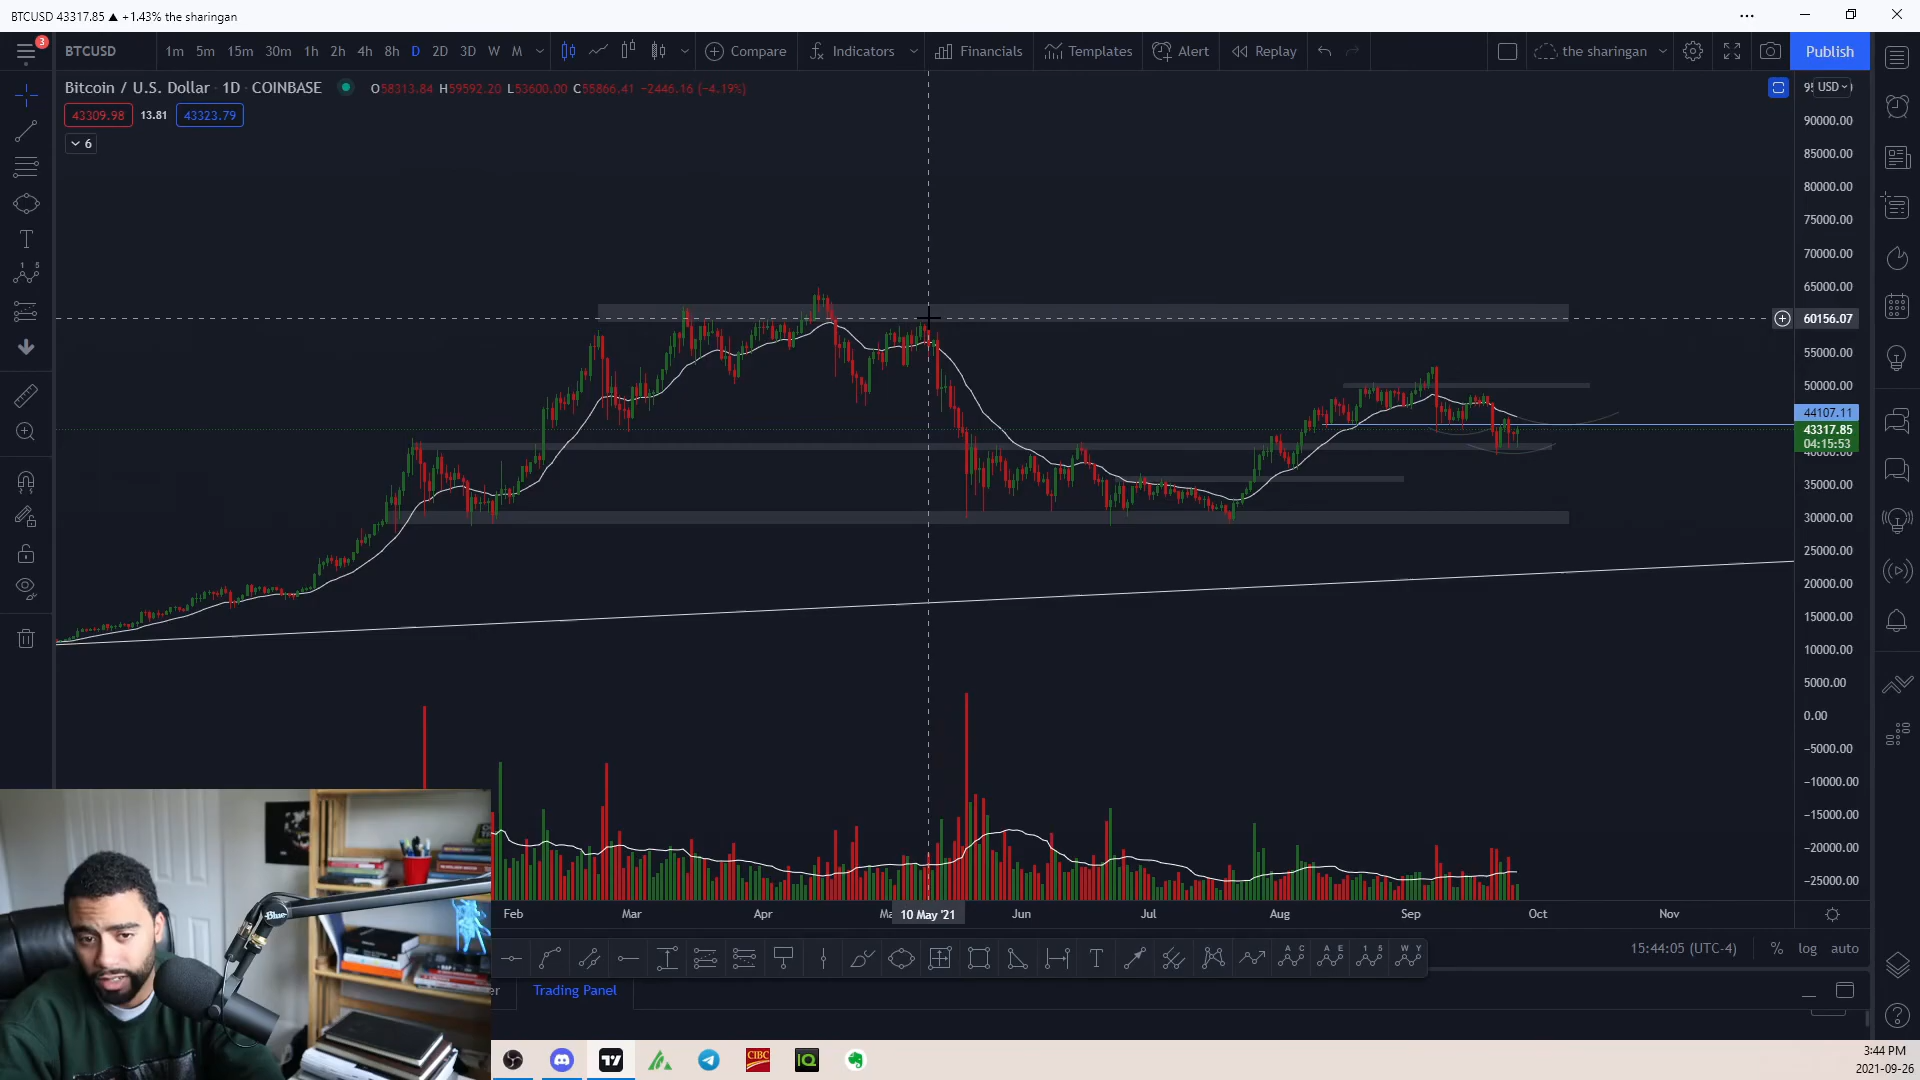 BTCUSD 43317.85 ▲ +1.43% the sharingan
3
BTCUSD 1m 5m 15m 30m 1h 2h 4h 8h D 2D 3D W M Compare Indicators Financials Templates Alert Replay the sharingan Publish
Bitcoin / U.S. Dollar · 1D · COINBASE O58313.84 H59592.20 L53600.00 C55866.41 −2446.16 (−4.19%)
USD
43309.98 13.81 43323.79
6
90000.00
85000.00
80000.00
75000.00
70000.00
65000.00
60156.07
55000.00
50000.00
44107.11
43317.85
04:15:53
40000.00
35000.00
30000.00
25000.00
20000.00
15000.00
10000.00
5000.00
0.00
−5000.00
−10000.00
−15000.00
−20000.00
−25000.00
Feb Mar Apr 10 May '21 Jun Jul Aug Sep Oct Nov
15:44:05 (UTC-4) % log auto
Trading Panel
Blue
CIBC
IQ
3:44 PM
2021-09-26